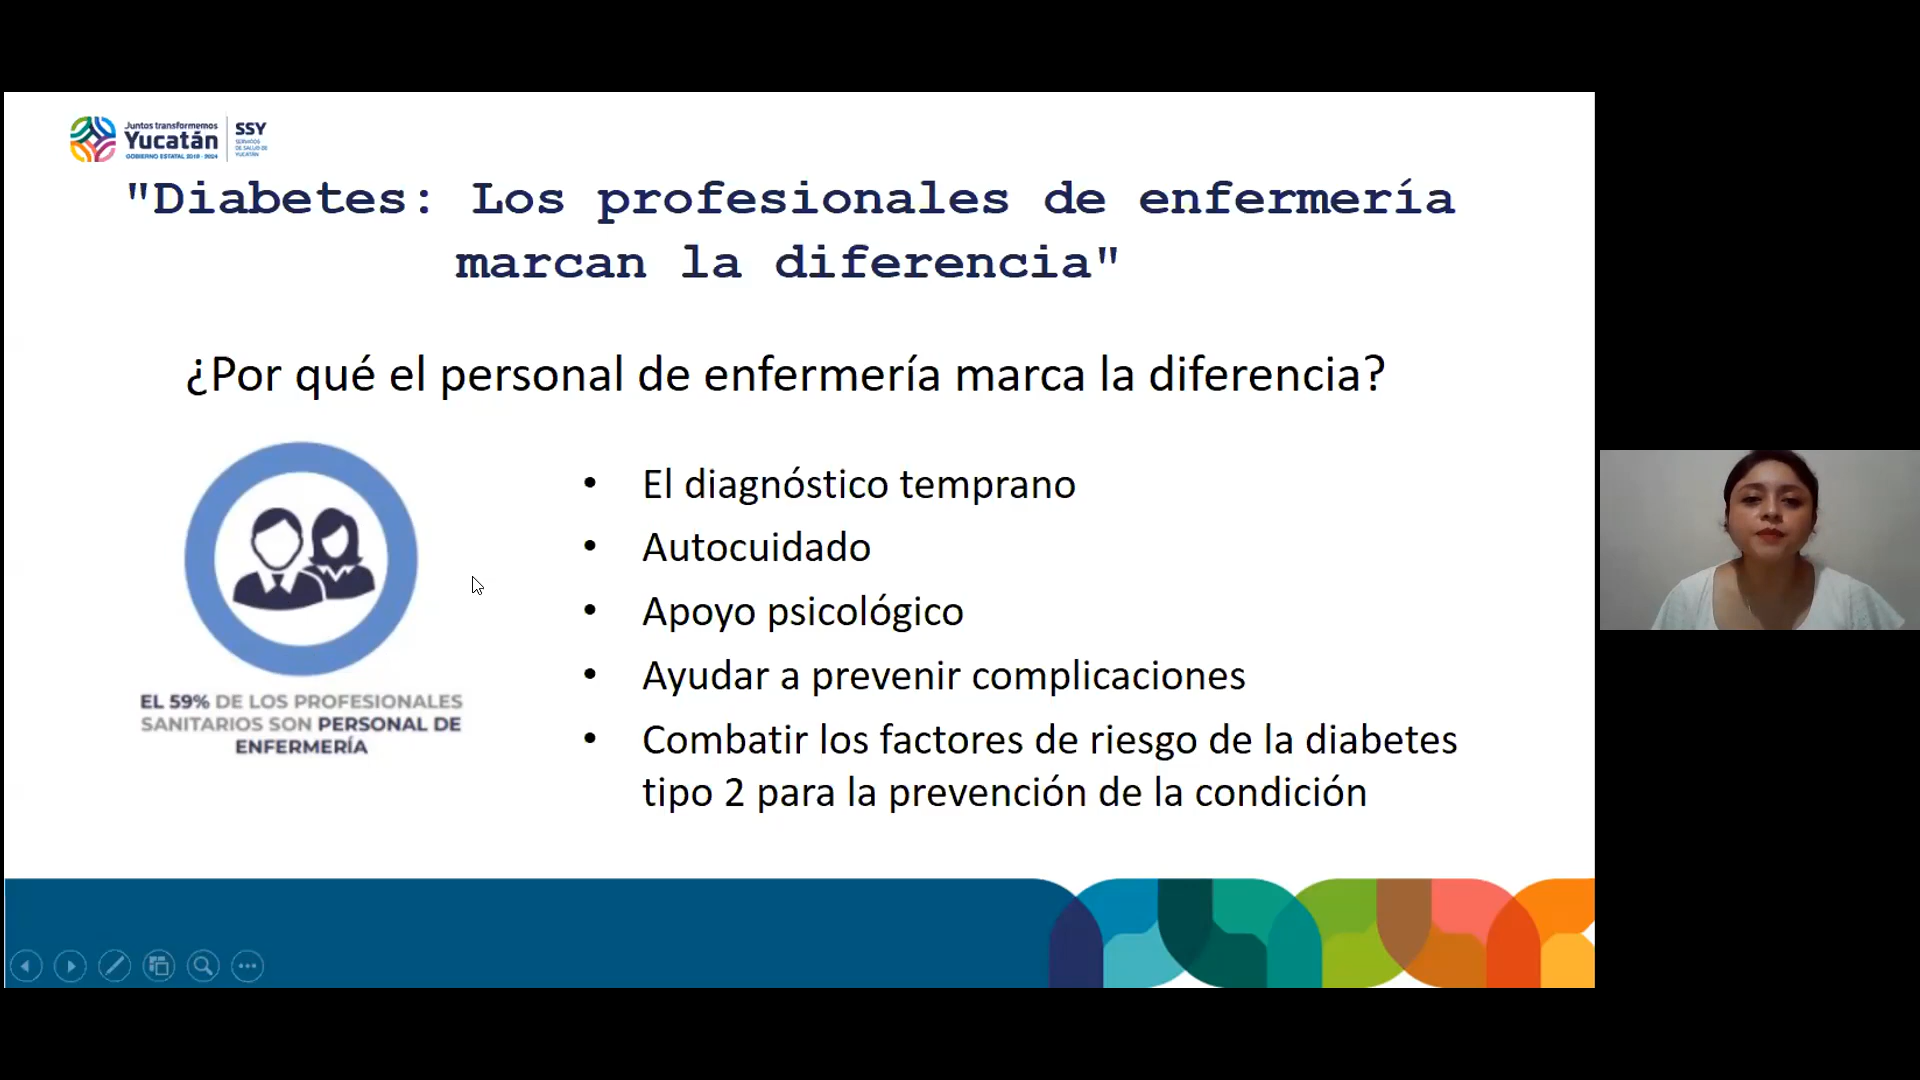 Juntos transformemos
Yucatán
GOBIERNO ESTATAL 2018 - 2024
SSY
SERVICIOS
DE SALUD DE
YUCATÁN
"Diabetes: Los profesionales de enfermería
marcan la diferencia"
¿Por qué el personal de enfermería marca la diferencia?
• El diagnóstico temprano
• Autocuidado
• Apoyo psicológico
• Ayudar a prevenir complicaciones
• Combatir los factores de riesgo de la diabetes
tipo 2 para la prevención de la condición
EL 59% DE LOS PROFESIONALES
SANITARIOS SON PERSONAL DE
ENFERMERÍA